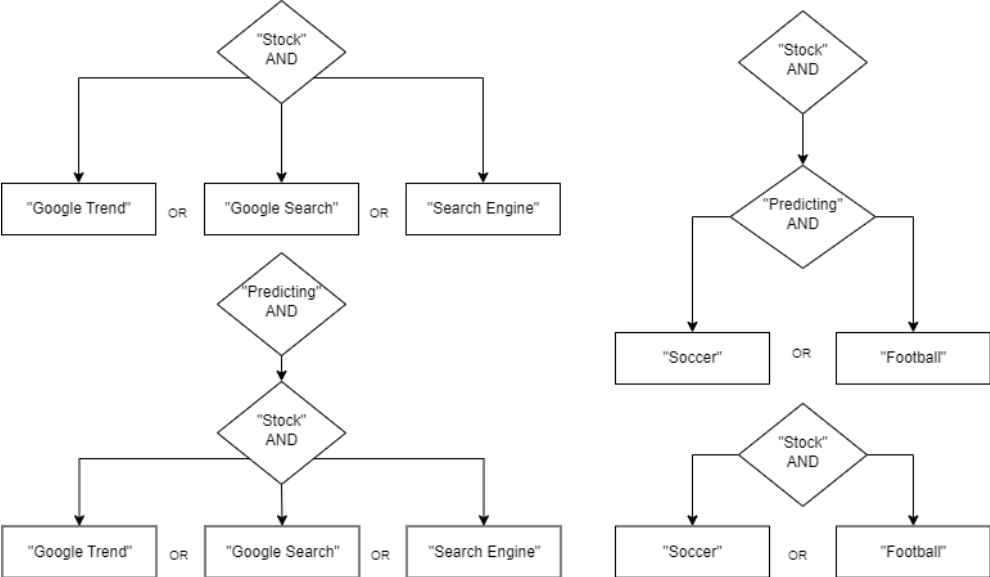 "Stock"
AND
"Google Trend" OR "Google Search" OR "Search Engine"
"Predicting"
AND
"Stock"
AND
"Google Trend" OR "Google Search" OR "Search Engine"
"Stock"
AND
"Predicting"
AND
"Soccer" OR "Football"
"Stock"
AND
"Soccer" OR "Football"